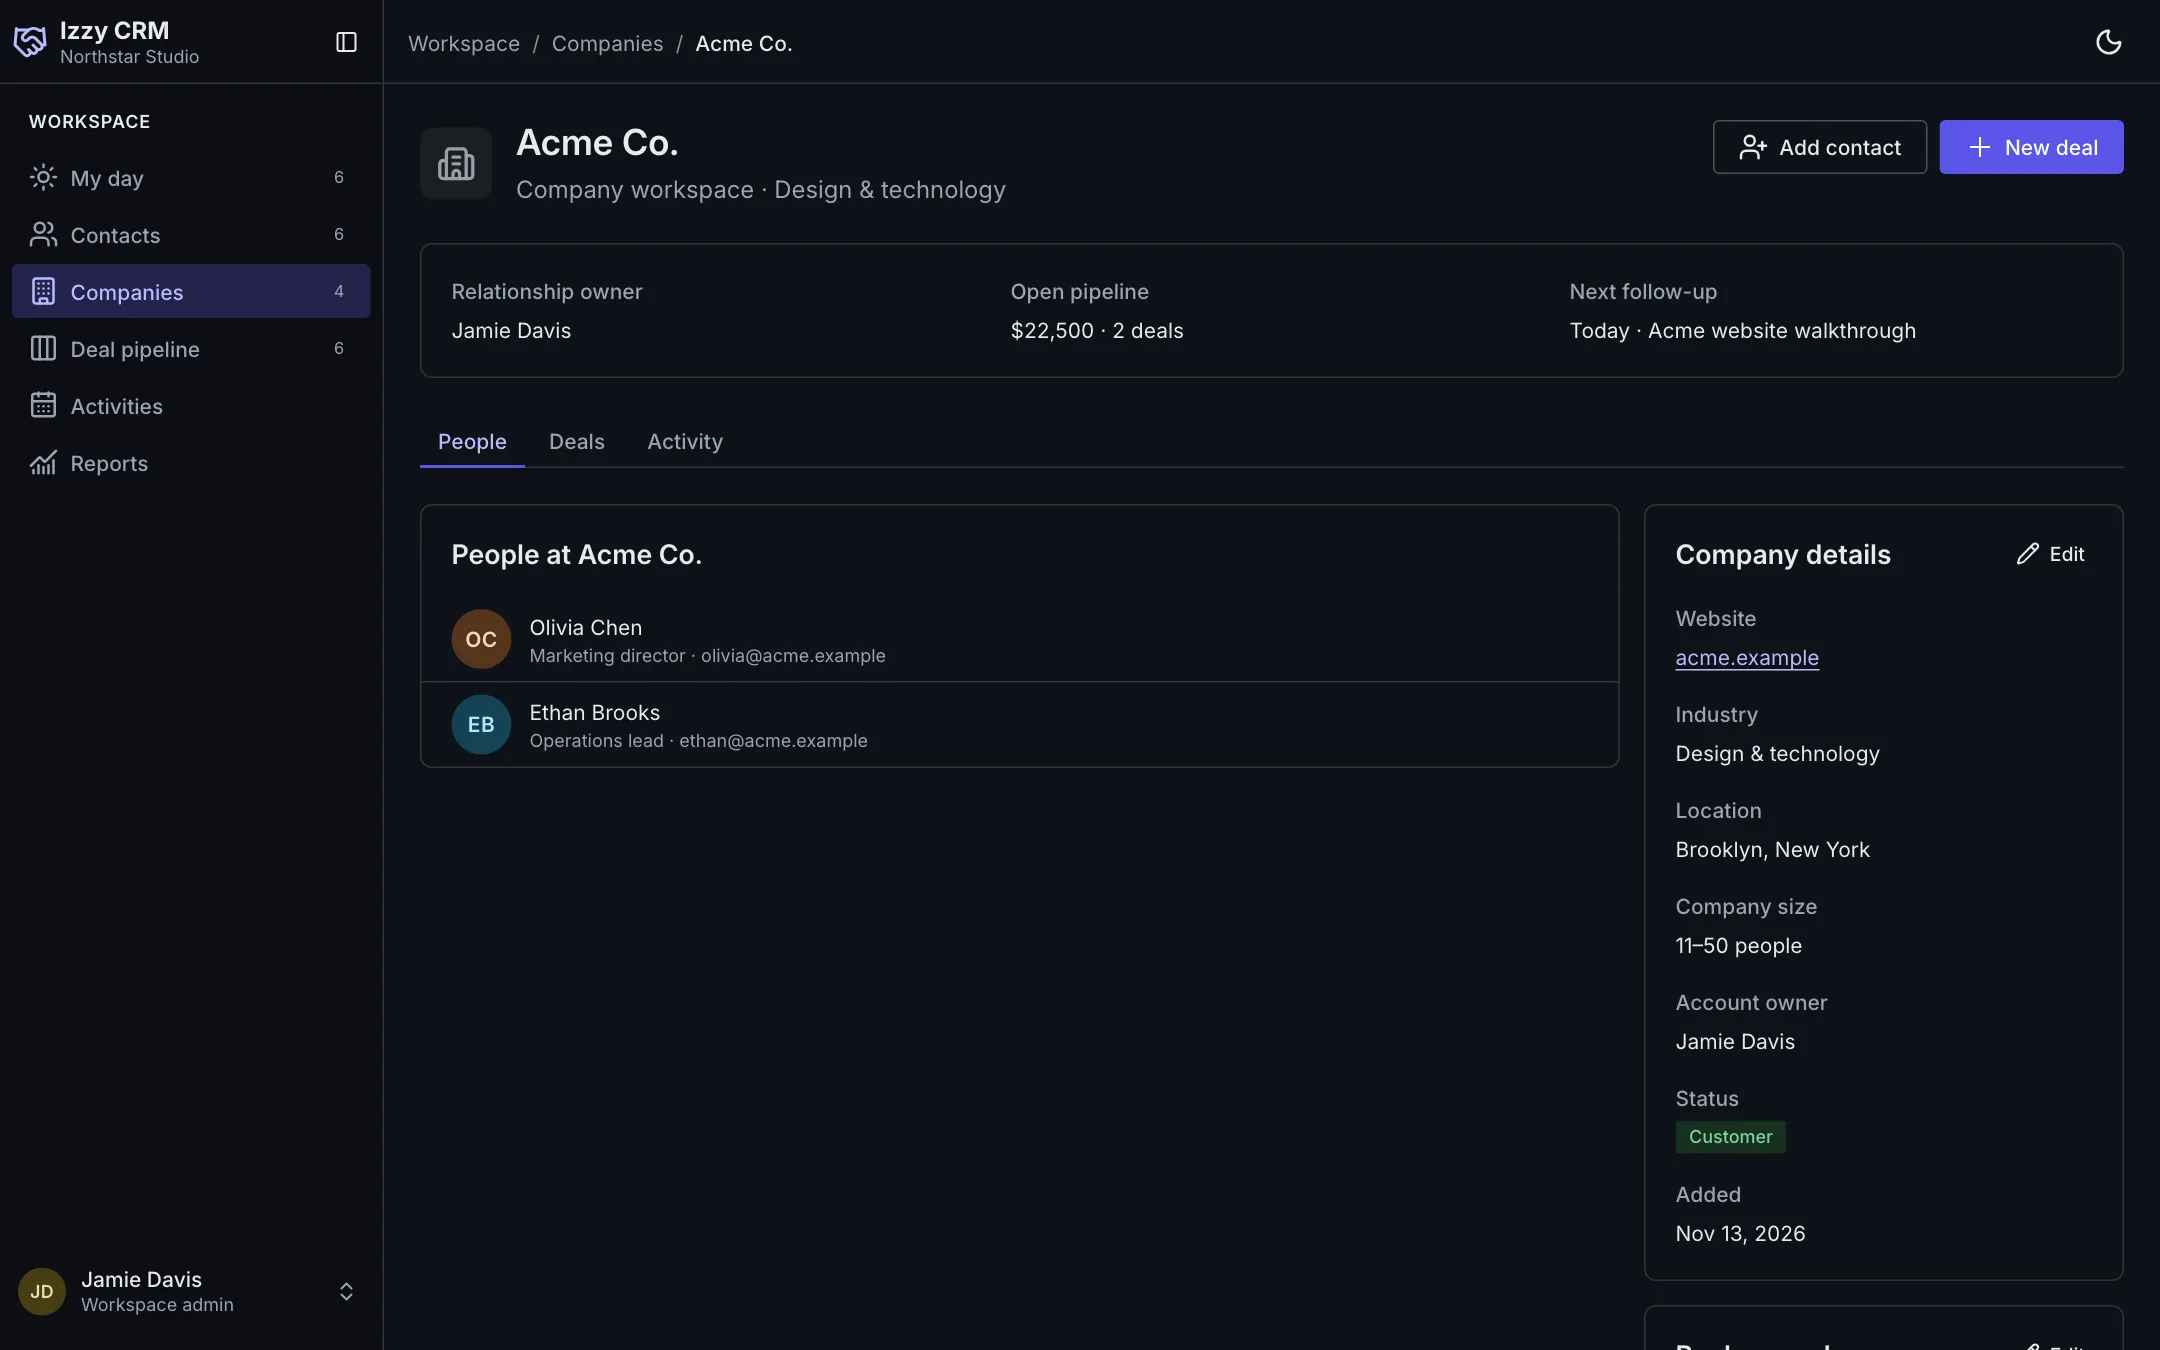 Izzy CRM
Northstar Studio
WORKSPACE
My day 6
Contacts 6
Companies 4
Deal pipeline 6
Activities
Reports
JD
Jamie Davis
Workspace admin
Workspace / Companies / Acme Co.
Acme Co.
Company workspace · Design & technology
Add contact
New deal
Relationship owner
Jamie Davis
Open pipeline
$22,500 · 2 deals
Next follow-up
Today · Acme website walkthrough
People Deals Activity
People at Acme Co.
OC
Olivia Chen
Marketing director · olivia@acme.example
EB
Ethan Brooks
Operations lead · ethan@acme.example
Company details
Edit
Website
acme.example
Industry
Design & technology
Location
Brooklyn, New York
Company size
11–50 people
Account owner
Jamie Davis
Status
Customer
Added
Nov 13, 2026